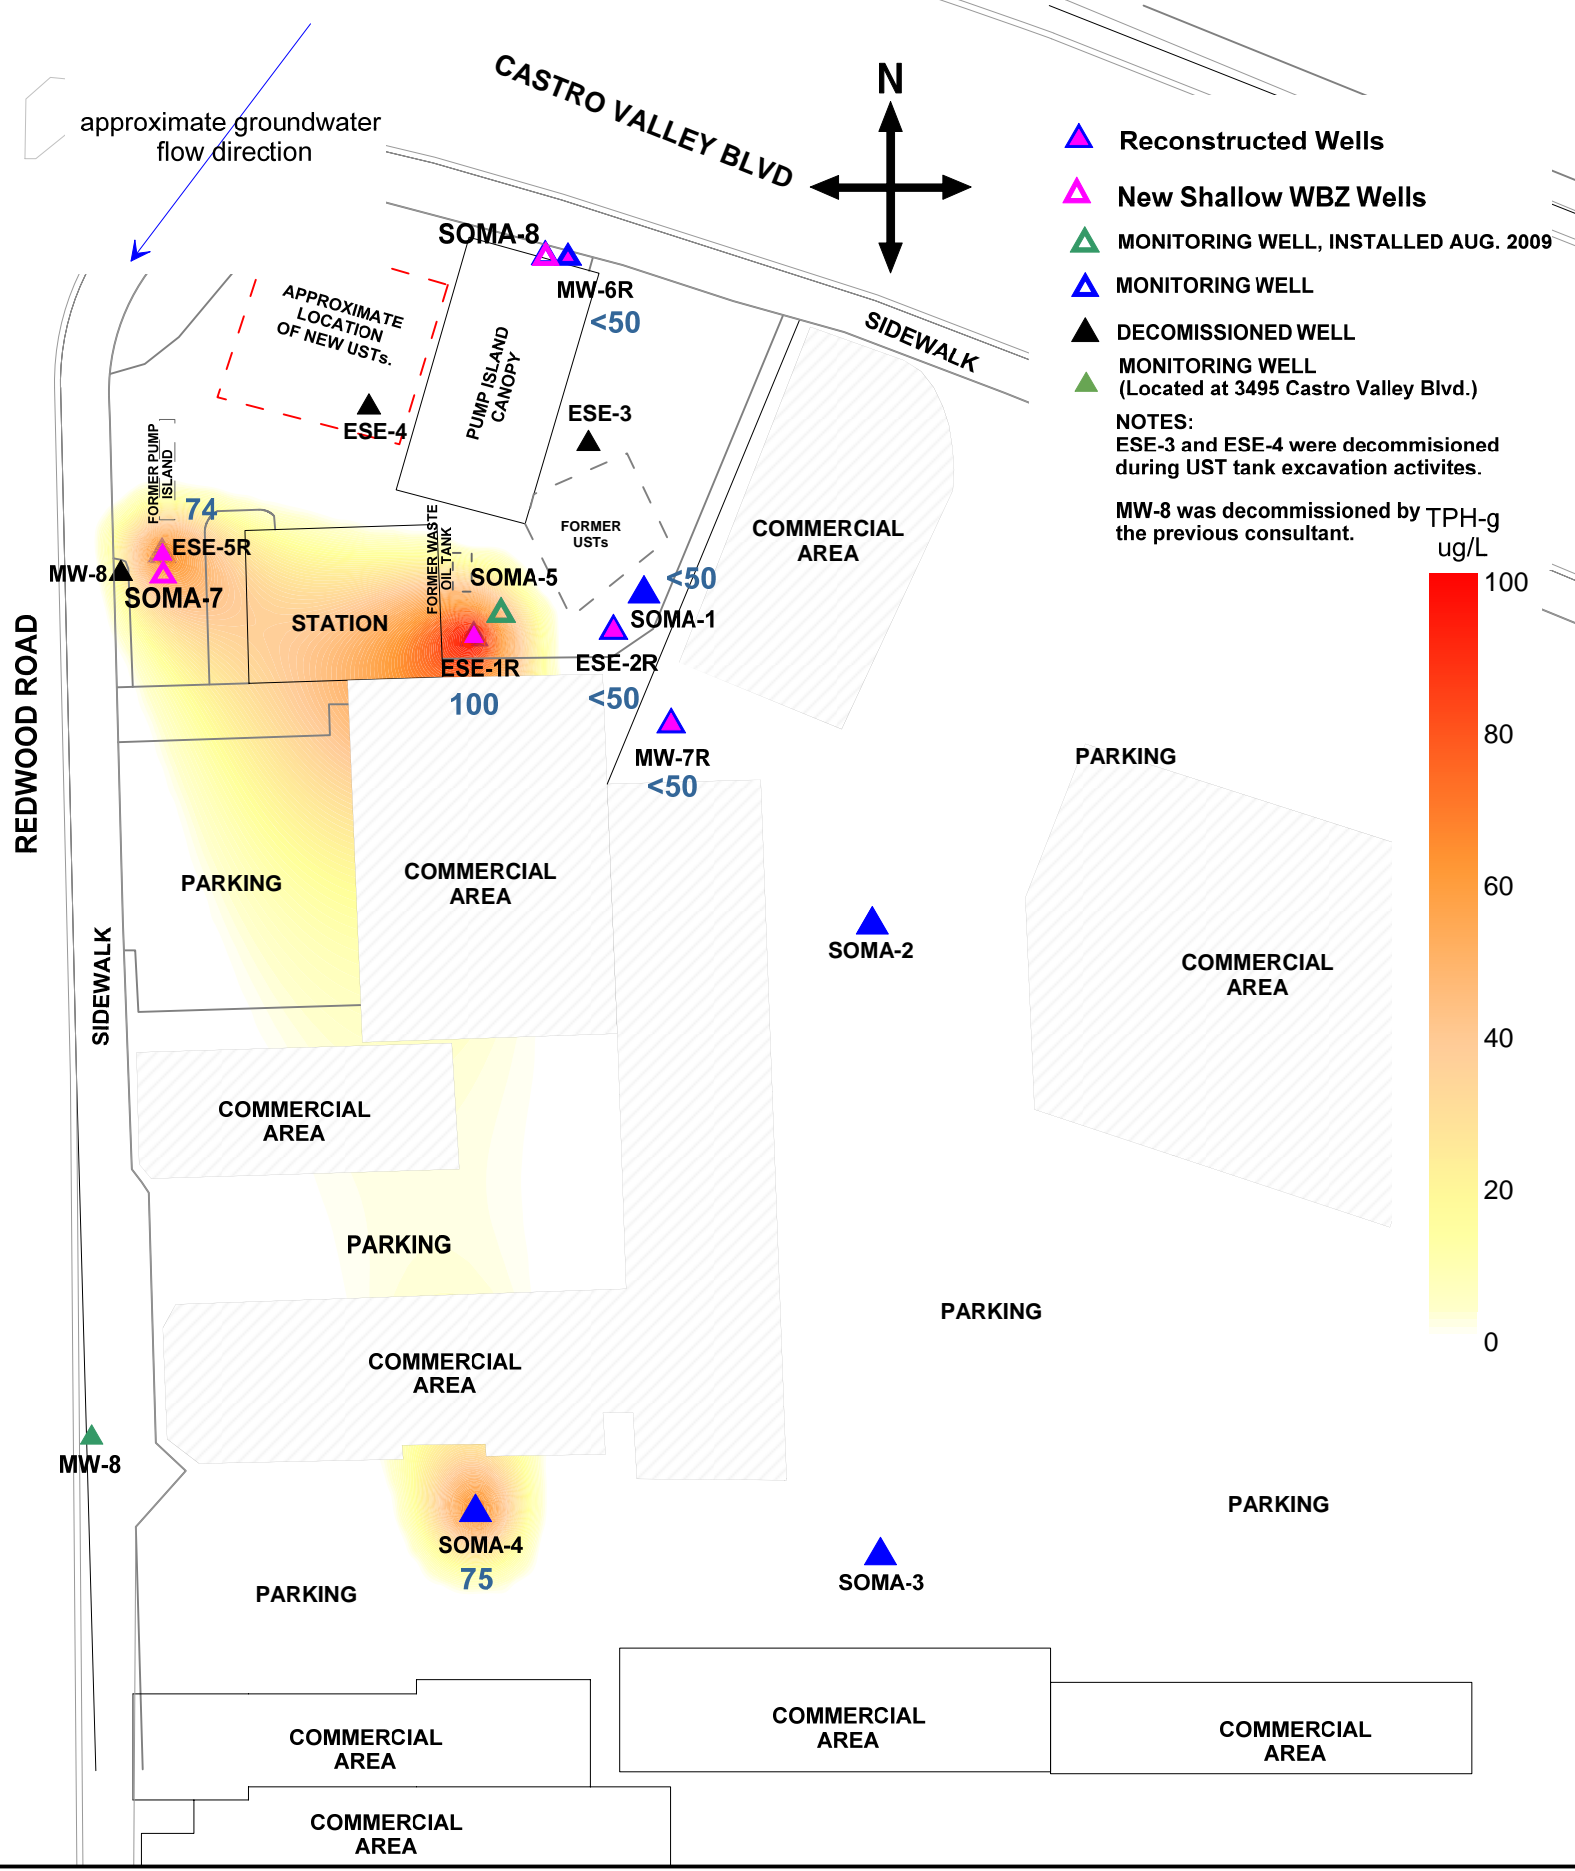 CASTRO VALLEY BLVD
N
approximate groundwater
flow direction
Reconstructed Wells
New Shallow WBZ Wells
MONITORING WELL, INSTALLED AUG. 2009
MONITORING WELL
DECOMISSIONED WELL
MONITORING WELL
(Located at 3495 Castro Valley Blvd.)
NOTES:
ESE-3 and ESE-4 were decommisioned
during UST tank excavation activites.
MW-8 was decommissioned by
the previous consultant.
TPH-g
ug/L
100
80
60
40
20
0
SOMA-8
MW-6R
<50
SIDEWALK
APPROXIMATE
LOCATION
OF NEW USTs.
PUMP ISLAND
CANOPY
ESE-4
ESE-3
FORMER PUMP
ISLAND
74
ESE-5R
MW-8
SOMA-7
STATION
FORMER WASTE
OIL TANK
FORMER
USTs
SOMA-5
ESE-1R
100
<50
SOMA-1
ESE-2R
<50
MW-7R
<50
COMMERCIAL
AREA
REDWOOD ROAD
PARKING
PARKING
COMMERCIAL
AREA
SOMA-2
COMMERCIAL
AREA
SIDEWALK
COMMERCIAL
AREA
PARKING
PARKING
COMMERCIAL
AREA
MW-8
SOMA-4
75
PARKING
SOMA-3
PARKING
COMMERCIAL
AREA
COMMERCIAL
AREA
COMMERCIAL
AREA
COMMERCIAL
AREA